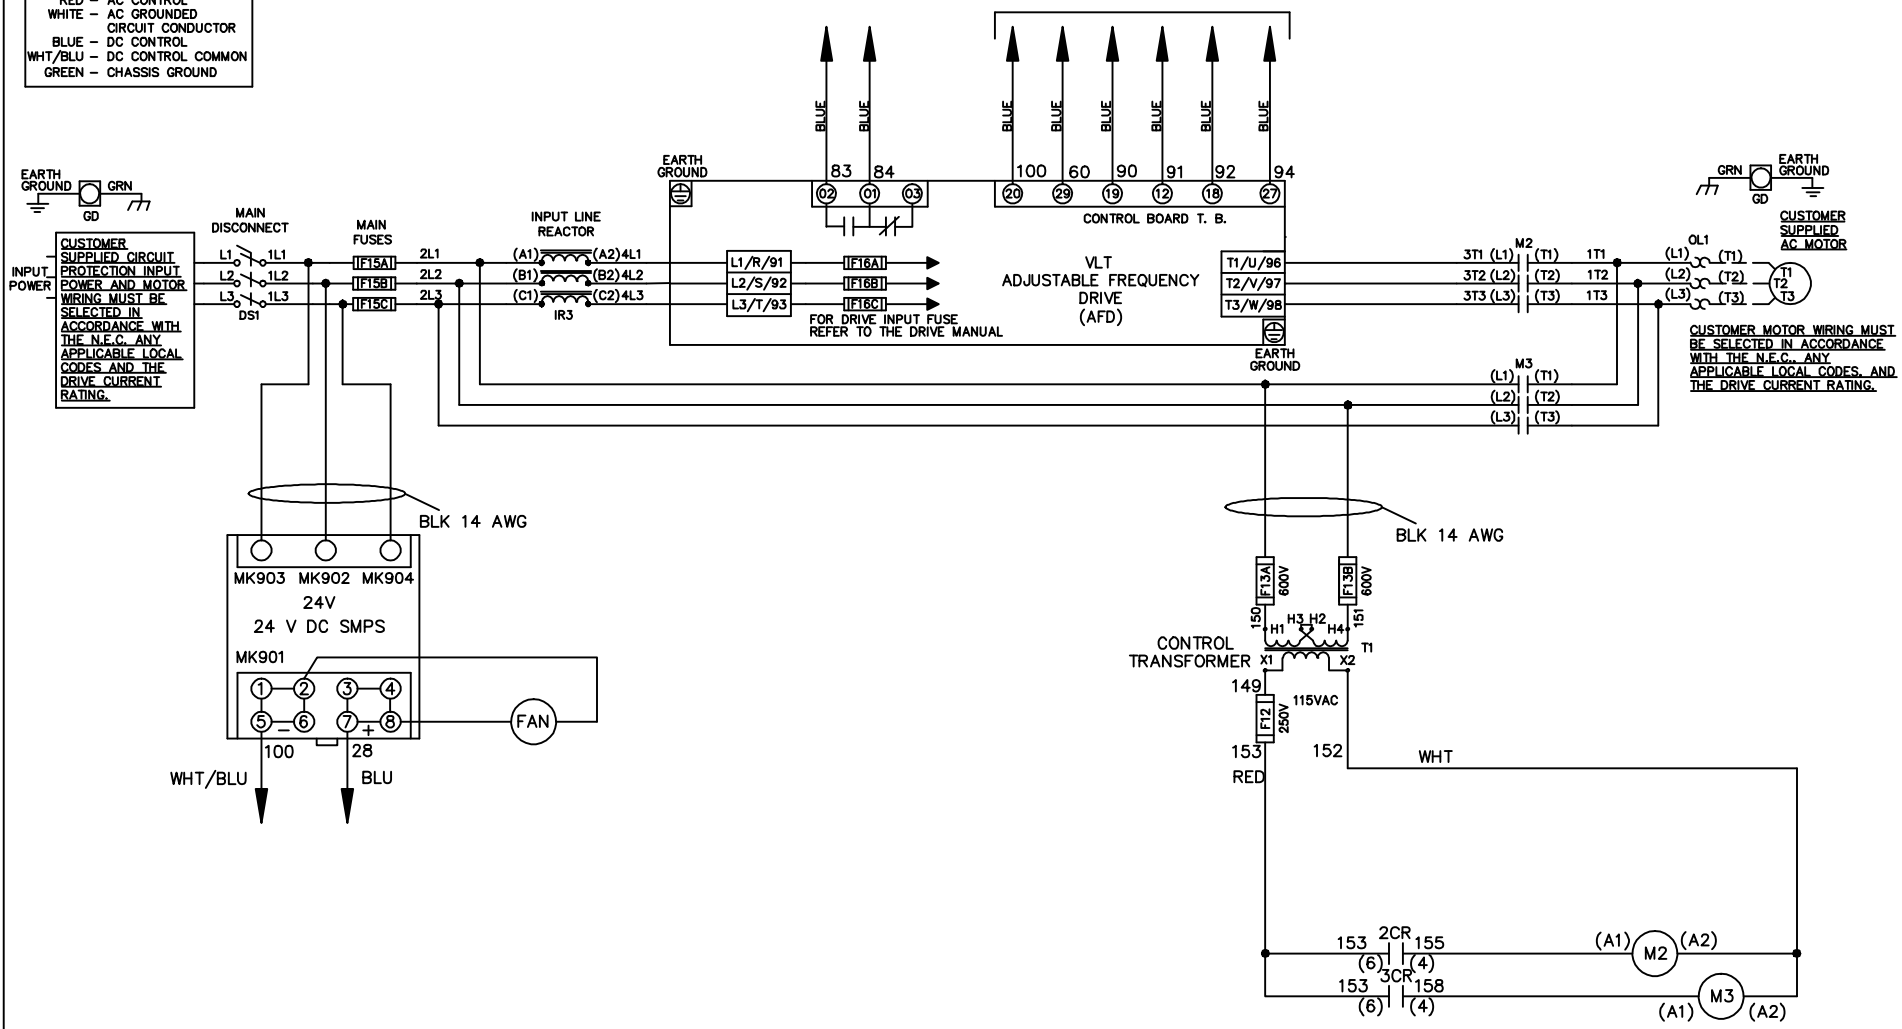 RED – AC CONTROL
WHITE – AC GROUNDED
CIRCUIT CONDUCTOR
BLUE – DC CONTROL
WHT/BLU – DC CONTROL COMMON
GREEN – CHASSIS GROUND
BLUE
BLUE
BLUE
BLUE
BLUE
BLUE
BLUE
BLUE
EARTH
GROUND
GRN
GD
EARTH
GROUND
83
84
100
60
90
91
92
94
02
01
03
20
29
19
12
18
27
CONTROL BOARD T. B.
GRN
EARTH
GROUND
GD
CUSTOMER
SUPPLIED
AC MOTOR
MAIN
DISCONNECT
MAIN
FUSES
INPUT LINE
REACTOR
INPUT
POWER
CUSTOMER
SUPPLIED CIRCUIT
PROTECTION INPUT
POWER AND MOTOR
WIRING MUST BE
SELECTED IN
ACCORDANCE WITH
THE N.E.C. ANY
APPLICABLE LOCAL
CODES AND THE
DRIVE CURRENT
RATING.
L1 1L1 F15A 2L1 (A1) (A2) 4L1
L2 1L2 F15B 2L2 (B1) (B2) 4L2
L3 1L3 F15C 2L3 (C1) (C2) 4L3
DS1
IR3
L1/R/91 F16A
L2/S/92 F16B
L3/T/93 F16C
FOR DRIVE INPUT FUSE
REFER TO THE DRIVE MANUAL
VLT
ADJUSTABLE FREQUENCY
DRIVE
(AFD)
T1/U/96
T2/V/97
T3/W/98
EARTH
GROUND
M2
OL1
3T1 (L1) (T1) 1T1 (L1) (T1)
3T2 (L2) (T2) 1T2 (L2) (T2)
3T3 (L3) (T3) 1T3 (L3) (T3)
T1
T2
T3
CUSTOMER MOTOR WIRING MUST
BE SELECTED IN ACCORDANCE
WITH THE N.E.C., ANY
APPLICABLE LOCAL CODES, AND
THE DRIVE CURRENT RATING.
M3
(L1) (T1)
(L2) (T2)
(L3) (T3)
BLK 14 AWG
BLK 14 AWG
MK903 MK902 MK904
24V
24 V DC SMPS
MK901
1 2 3 4
5 6 7 8
– +
FAN
100
28
WHT/BLU
BLU
F13A
600V
F13B
600V
150
151
H1 H3 H2 H4
T1
CONTROL
TRANSFORMER
X1 X2
149
115VAC
F12
250V
153
152
RED
WHT
2CR
153 155
(6) (4)
(A1) M2 (A2)
3CR
153 158
(6) (4)
(A1) M3 (A2)